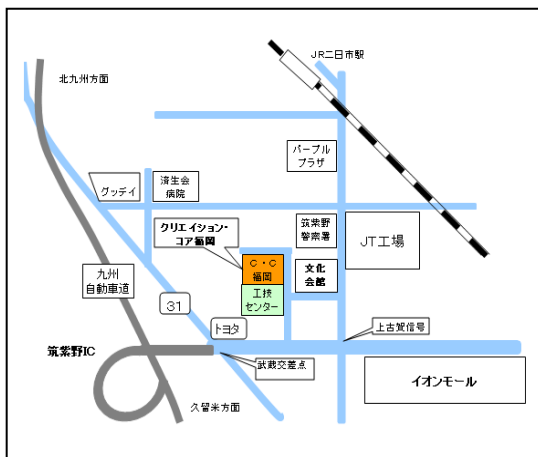 JR二日市駅
北九州方面
パープル
プラザ
グッデイ
済生会
病院
クリエイション・
コア福岡
筑紫野
警察署
JT工場
C・C
福岡
文化
会館
九州
自動車道
工技
センター
31
トヨタ
上古賀信号
筑紫野IC
武蔵交差点
イオンモール
久留米方面